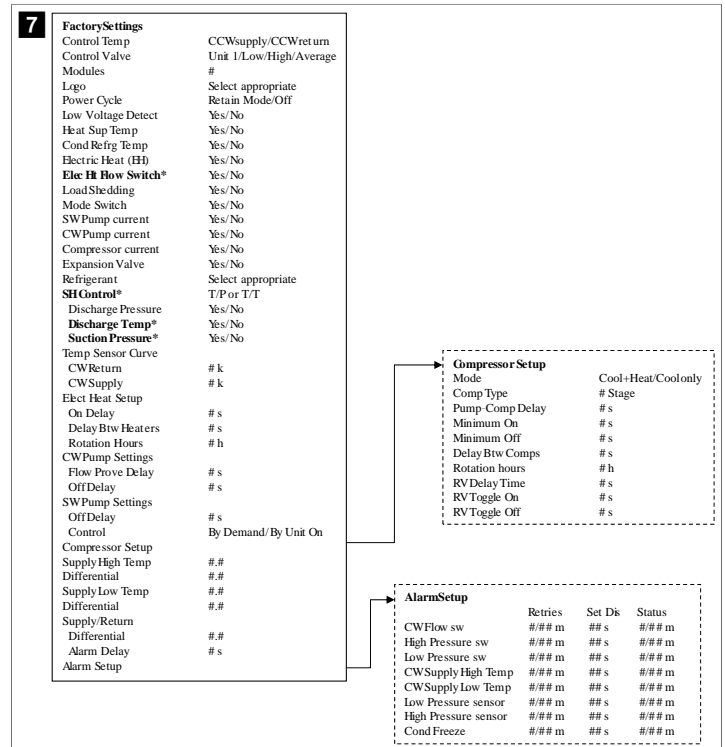 7
FactorySettings
Control Temp CCWsupply/CCWreturn
Control Valve Unit 1/Low/High/Average
Modules #
Logo Select appropriate
Power Cycle Retain Mode/Off
Low Voltage Detect Yes/No
Heat Sup Temp Yes/No
Cond Refrg Temp Yes/No
Electric Heat (EH) Yes/No
Elec Ht Flow Switch* Yes/No
Load Shedding Yes/No
Mode Switch Yes/No
SWPump current Yes/No
CWPump current Yes/No
Compressor current Yes/No
Expansion Valve Yes/No
Refrigerant Select appropriate
SH Control* T/P or T/T
Discharge Pressure Yes/No
Discharge Temp* Yes/No
Suction Pressure* Yes/No
Temp Sensor Curve
CWReturn # k
CWSupply # k
Elect Heat Setup
On Delay # s
Delay Btw Heaters # s
Rotation Hours # h
CWPump Settings
Flow Prove Delay # s
Off Delay # s
SWPump Settings
Off Delay # s
Control By Demand/By Unit On
Compressor Setup
Supply High Temp #.#
Differential #.#
Supply Low Temp #.#
Differential #.#
Supply/Return
Differential #.#
Alarm Delay # s
Alarm Setup
Compressor Setup
Mode Cool+Heat/Cool only
Comp Type # Stage
Pump-Comp Delay # s
Minimum On # s
Minimum Off # s
Delay Btw Comps # s
Rotation hours # h
RV Delay Time # s
RV Toggle On # s
RV Toggle Off # s
AlarmSetup
Retries Set Dis Status
CWFlow sw #/## m ## s #/## m
High Pressure sw #/## m ## s #/## m
Low Pressure sw #/## m ## s #/## m
CWSupply High Temp #/## m ## s #/## m
CWSupply Low Temp #/## m ## s #/## m
Low Pressure sensor #/## m ## s #/## m
High Pressure sensor #/## m ## s #/## m
Cond Freeze #/## m ## s #/## m